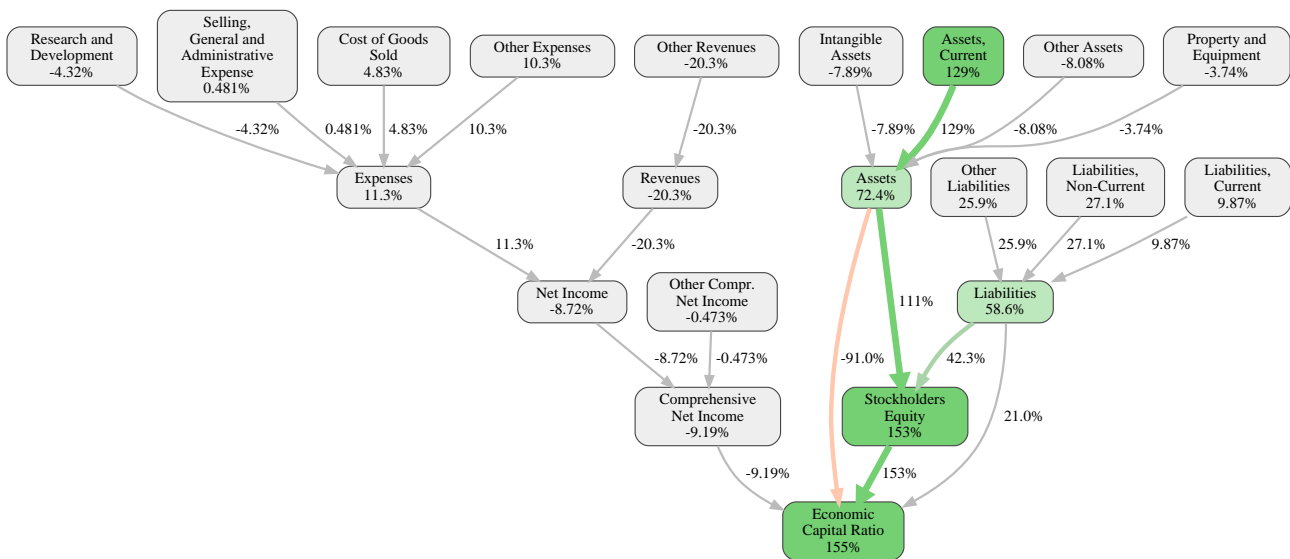 Research and
Development
-4.32%
Selling,
General and
Administrative
Expense
0.481%
Cost of Goods
Sold
4.83%
Other Expenses
10.3%
Other Revenues
-20.3%
Intangible
Assets
-7.89%
Assets,
Current
129%
Other Assets
-8.08%
Property and
Equipment
-3.74%
-4.32%
0.481%
4.83%
10.3%
-20.3%
-7.89%
129%
-8.08%
-3.74%
Expenses
11.3%
Revenues
-20.3%
Assets
72.4%
Other
Liabilities
25.9%
Liabilities,
Non-Current
27.1%
Liabilities,
Current
9.87%
11.3%
-20.3%
25.9%
27.1%
9.87%
Net Income
-8.72%
Other Compr.
Net Income
-0.473%
111%
Liabilities
58.6%
-8.72%
-0.473%
-91.0%
42.3%
Comprehensive
Net Income
-9.19%
Stockholders
Equity
153%
21.0%
-9.19%
153%
Economic
Capital Ratio
155%